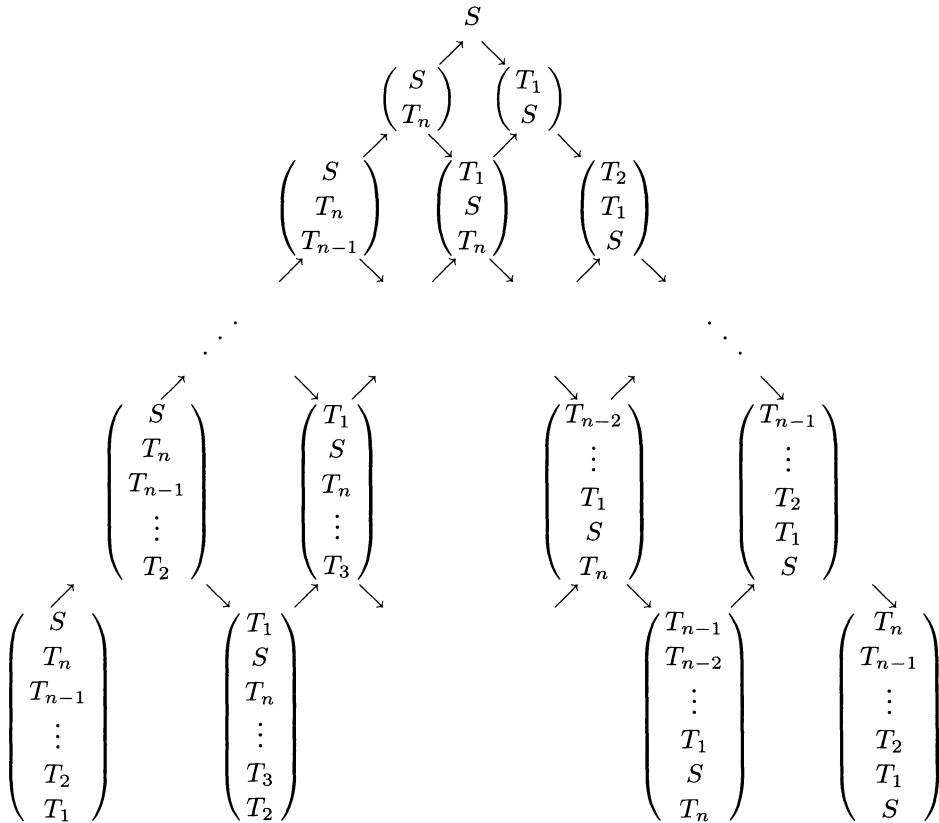 S
↗ ↘
( S T_n ) ( T_1 S )
↗ ↘ ↗ ↘
( S T_n T_{n-1} ) ( T_1 S T_n ) ( T_2 T_1 S )
↗ ↘ ↗ ↘ ↗ ↘
⋰ ⋱
↗ ↘ ↗ ↘ ↗ ↘
( S T_n T_{n-1} ⋮ T_2 ) ( T_1 S T_n ⋮ T_3 ) ( T_{n-2} ⋮ T_1 S T_n ) ( T_{n-1} ⋮ T_2 T_1 S )
↗ ↘ ↗ ↘ ↗ ↘ ↗ ↘
( S T_n T_{n-1} ⋮ T_2 T_1 ) ( T_1 S T_n ⋮ T_3 T_2 ) ( T_{n-1} T_{n-2} ⋮ T_1 S T_n ) ( T_n T_{n-1} ⋮ T_2 T_1 S )